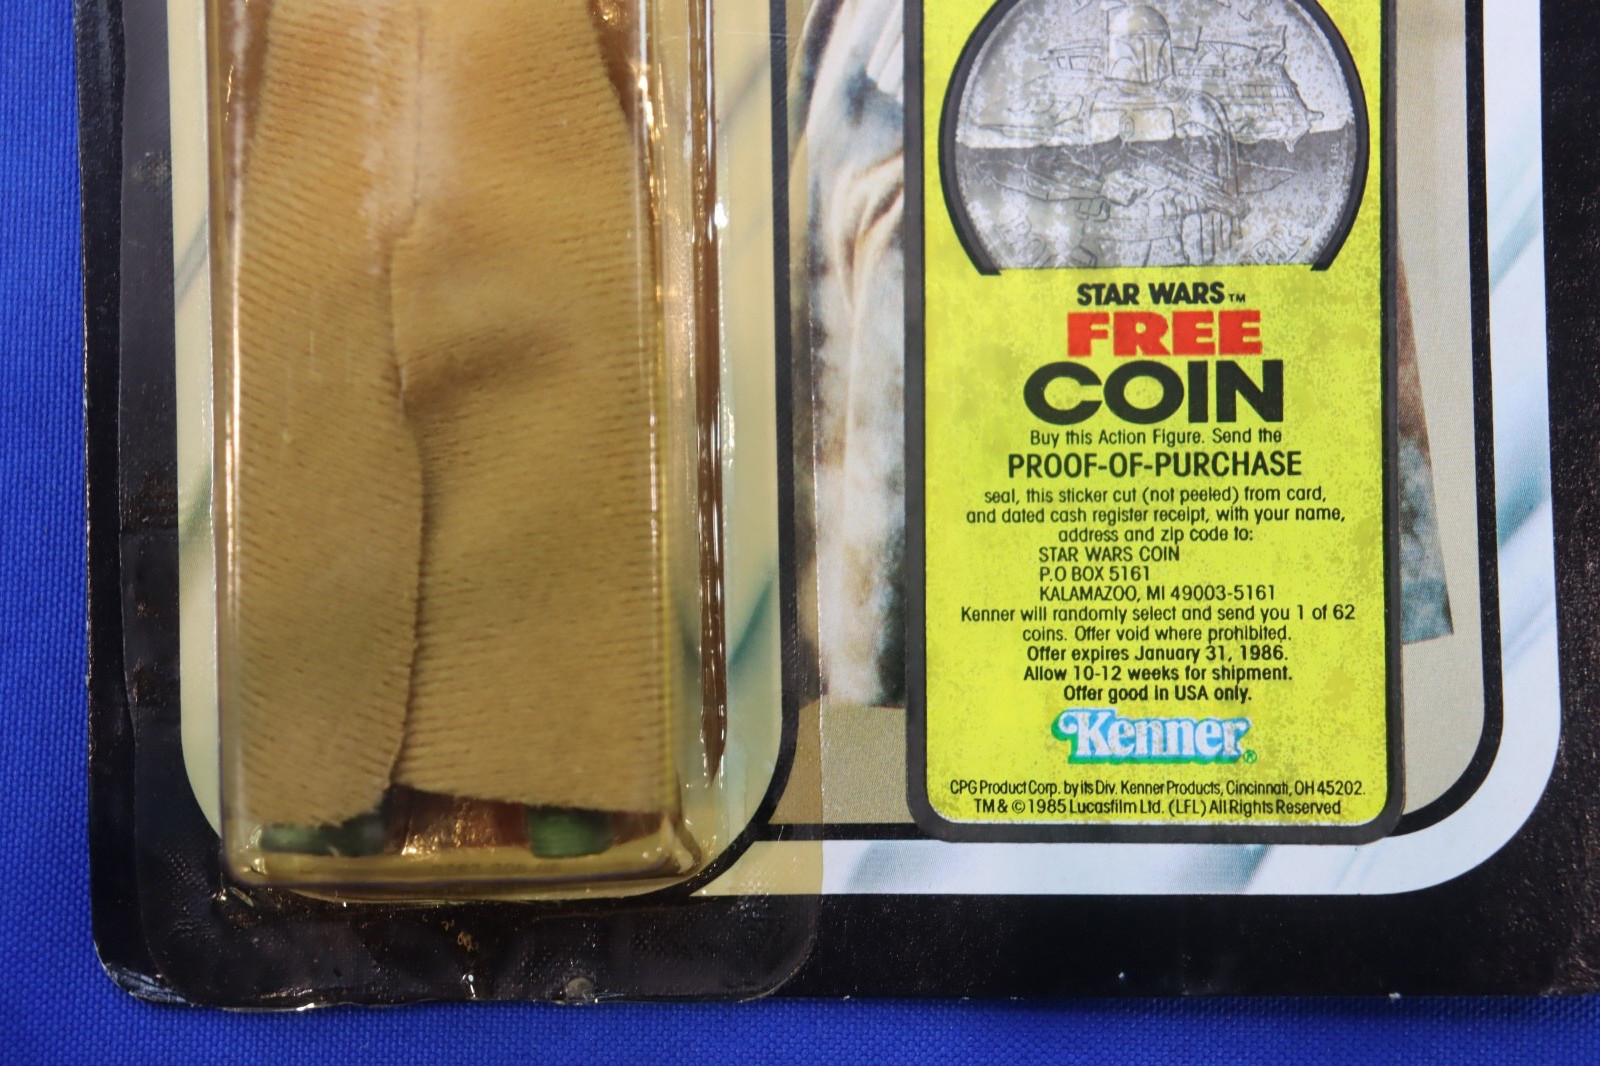 STAR WARS™
FREE
COIN
Buy this Action Figure. Send the
PROOF-OF-PURCHASE
seal, this sticker cut (not peeled) from card,
and dated cash register receipt, with your name,
address and zip code to:
STAR WARS COIN
P.O BOX 5161
KALAMAZOO, MI 49003-5161
Kenner will randomly select and send you 1 of 62
coins. Offer void where prohibited.
Offer expires January 31, 1986.
Allow 10-12 weeks for shipment.
Offer good in USA only.
Kenner®
CPG Product Corp. by its Div. Kenner Products, Cincinnati, OH 45202.
TM & © 1985 Lucasfilm Ltd. (LFL) All Rights Reserved